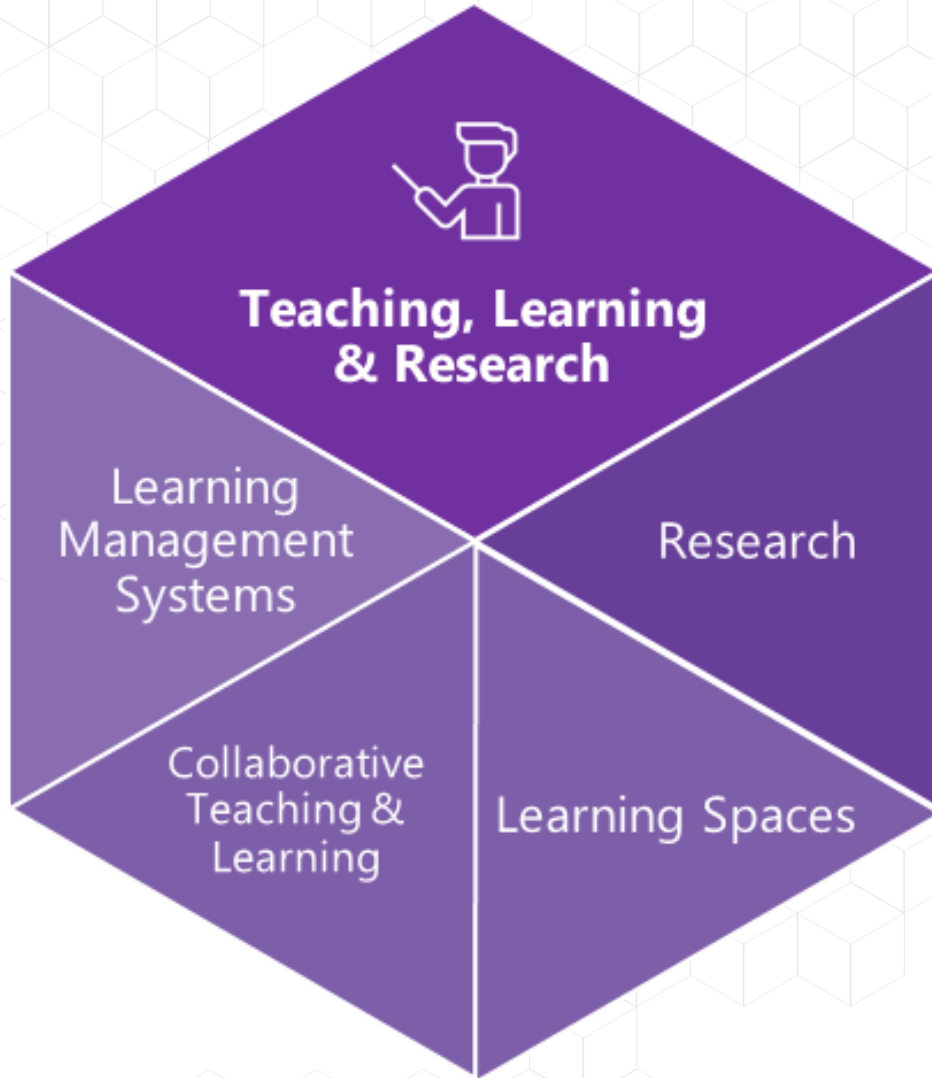 Teaching, Learning
& Research
Learning
Management
Systems
Research
Collaborative
Teaching &
Learning
Learning Spaces